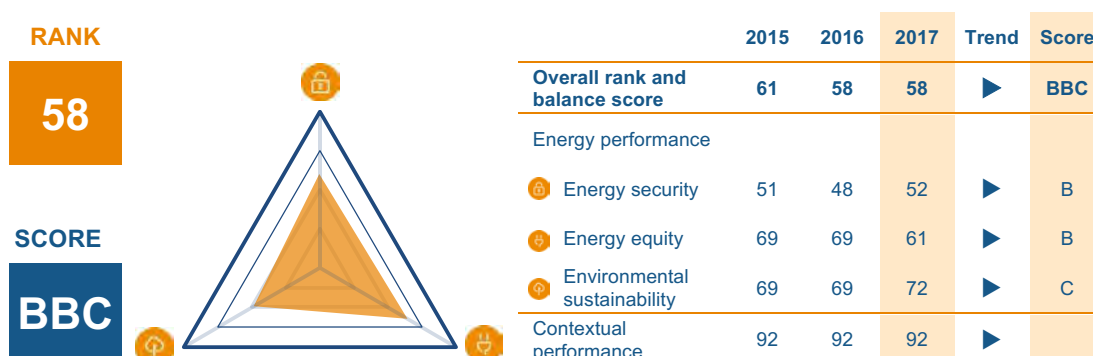 RANK
58
SCORE
BBC
2015 2016 2017 Trend Score
Overall rank and
balance score 61 58 58 BBC
Energy performance
Energy security 51 48 52 B
Energy equity 69 69 61 B
Environmental
sustainability 69 69 72 C
Contextual
performance 92 92 92